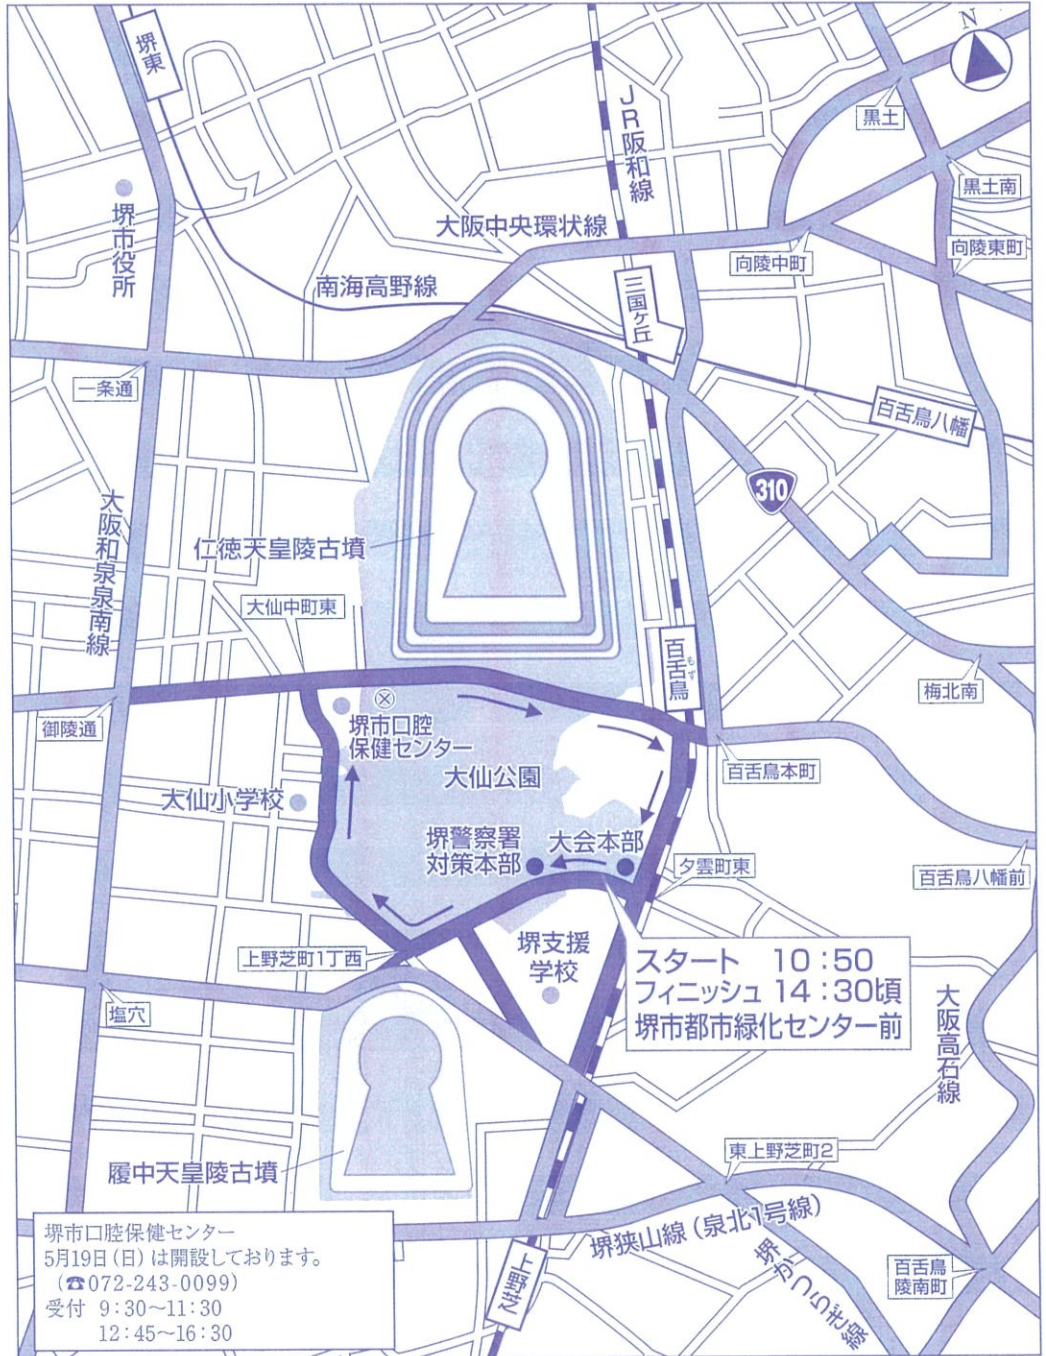 N
堺東
JR阪和線
黒土
黒土南
堺市役所
大阪中央環状線
向陵中町
向陵東町
南海高野線
三国ヶ丘
一条通
百舌鳥八幡
310
大阪和泉泉南線
仁徳天皇陵古墳
大仙中町東
百舌鳥
もず
梅北南
御陵通
堺市口腔
保健センター
大仙公園
百舌鳥本町
大仙小学校
堺警察署
対策本部
大会本部
夕雲町東
百舌鳥八幡前
上野芝町1丁西
堺支援
学校
スタート 10:50
フィニッシュ 14:30頃
堺市都市緑化センター前
塩穴
大阪高石線
東上野芝町2
履中天皇陵古墳
堺狭山線(泉北1号線)
堺かつらぎ線
上野芝
百舌鳥
陵南町
堺市口腔保健センター
5月19日(日)は開設しております。
(☎072-243-0099)
受付 9:30~11:30
12:45~16:30